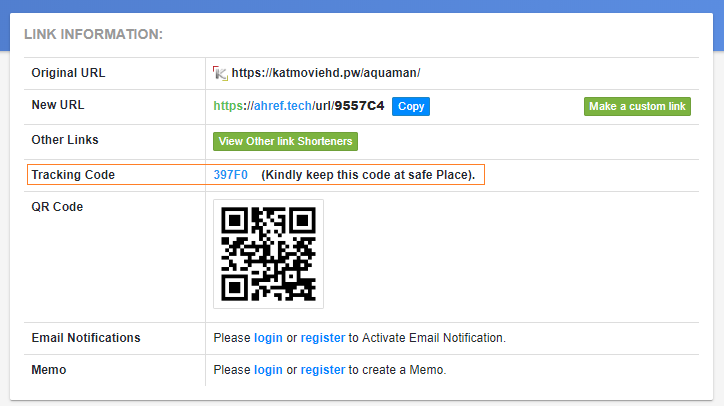 LINK INFORMATION:
Original URL https://katmoviehd.pw/aquaman/
New URL https://ahref.tech/url/9557C4 Copy Make a custom link
Other Links View Other link Shorteners
Tracking Code 397F0 (Kindly keep this code at safe Place).
QR Code
Email Notifications Please login or register to Activate Email Notification.
Memo Please login or register to create a Memo.